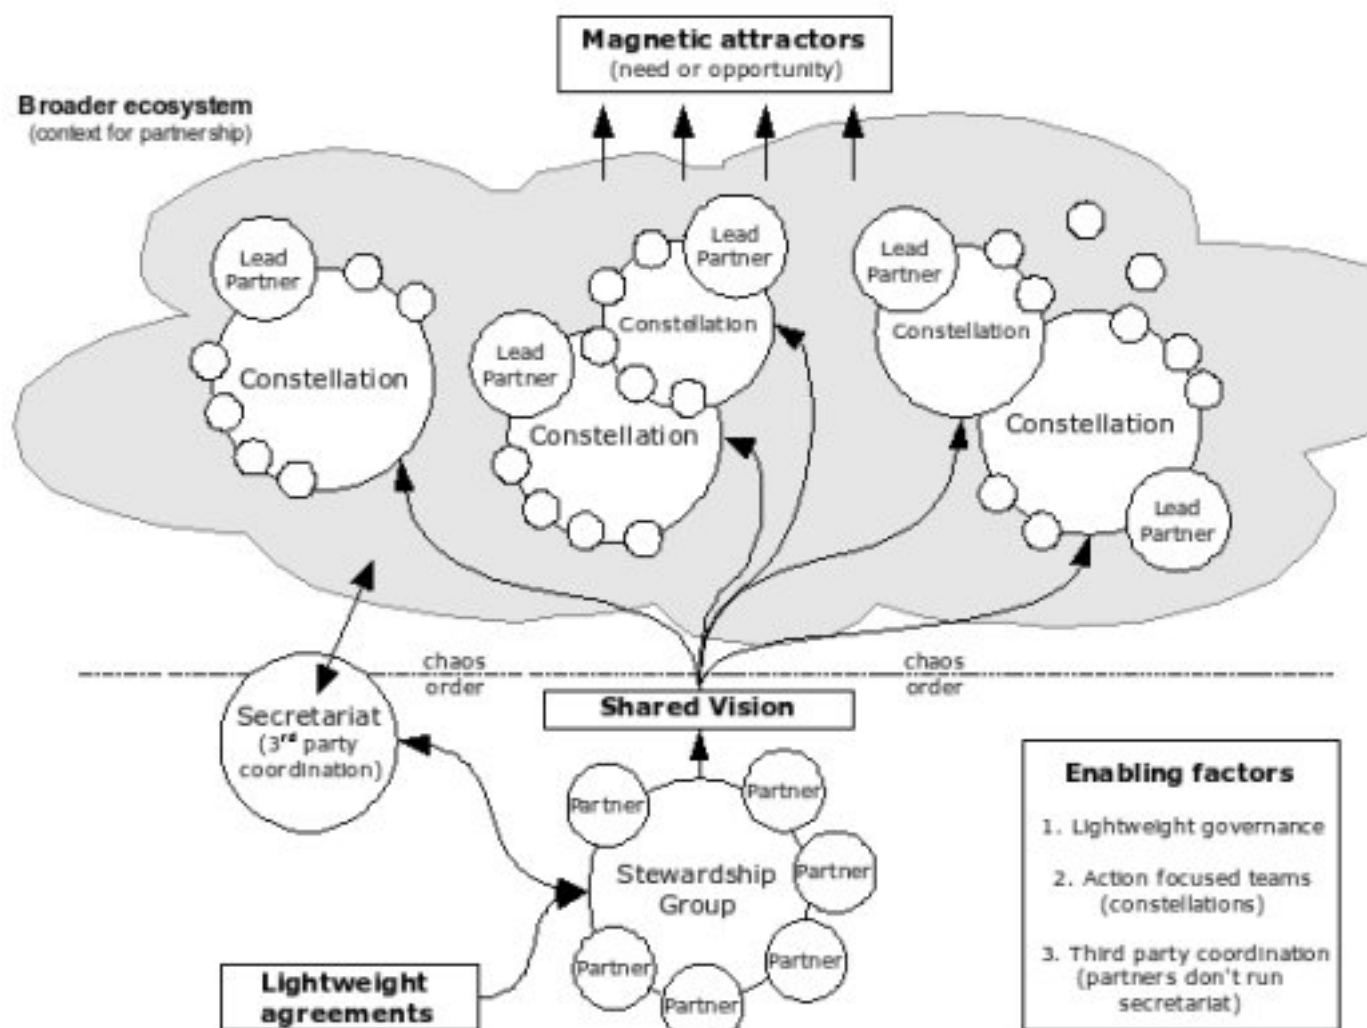 Magnetic attractors
(need or opportunity)
Broader ecosystem
(context for partnership)
Lead
Partner
Constellation
Lead
Partner
Constellation
Lead
Partner
Constellation
Lead
Partner
Constellation
Constellation
Lead
Partner
chaos
order
chaos
order
Shared Vision
Secretariat
(3rd party
coordination)
Partner
Partner
Partner
Partner
Partner
Partner
Stewardship
Group
Lightweight
agreements
Enabling factors
1. Lightweight governance
2. Action focused teams
(constellations)
3. Third party coordination
(partners don't run
secretariat)